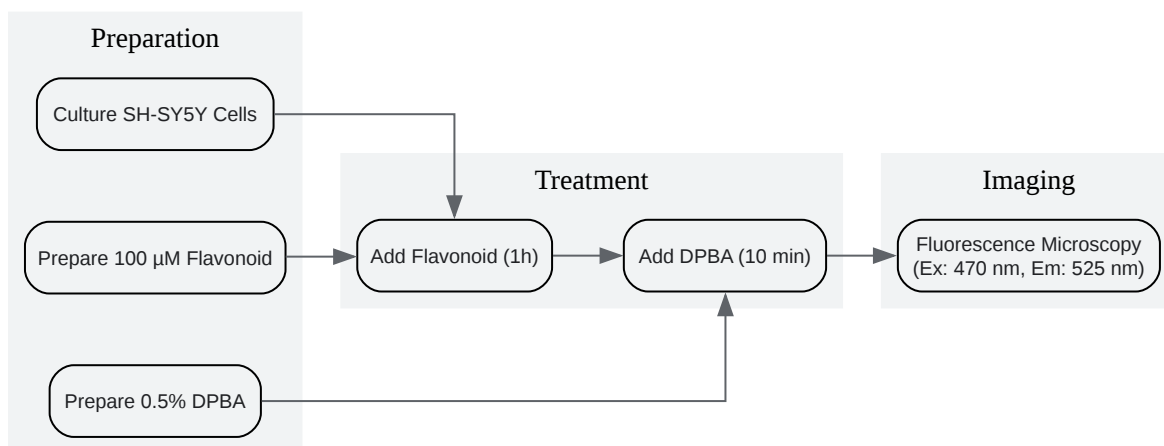 Preparation
Culture SH-SY5Y Cells
Prepare 100 µM Flavonoid
Prepare 0.5% DPBA
Treatment
Add Flavonoid (1h)
Add DPBA (10 min)
Imaging
Fluorescence Microscopy
(Ex: 470 nm, Em: 525 nm)